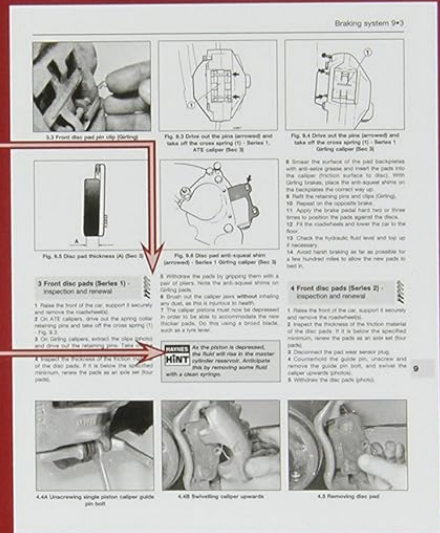 Braking system 9•3
3.3 Front disc pad pin clip (Girling)
Fig. 9.3 Drive out the pins (arrowed) and
take off the cross spring (1) - Series 1,
ATE caliper (Sec 3)
Fig. 9.4 Drive out the pins (arrowed) and
take off the cross spring (1) - Series 1
Girling caliper (Sec 3)
A
Fig. 9.5 Disc pad thickness (A) (Sec 3)
Fig. 9.6 Disc pad anti-squeal shim
(arrowed) - Series 1 Girling caliper (Sec 3)
3 Front disc pads (Series 1) -
inspection and renewal
1 Raise the front of the car, support it securely
and remove the roadwheel(s).
2 On ATE calipers, drive out the spring collar
retaining pins and take off the cross spring (1)
- Fig. 9.3
3 On Girling calipers, extract the clips (photo)
and drive out the retaining pins. Take
4 Inspect the thickness of the friction
of the disc pads. If it is below the specified
minimum, renew the pads as an axle set (four
pads).
5 Withdraw the pads by gripping them with a
pair of pliers. Note the anti-squeal shims on
Girling pads.
6 Brush out the caliper jaws without inhaling
any dust, as this is injurious to health!
7 The caliper pistons must now be depressed
in order to be able to accommodate the new
thicker pads. Do this using a broad blade,
such as a tyre lever.
HAYNES
HiNT
As the piston is depressed,
the fluid will rise in the master
cylinder reservoir. Anticipate
this by removing some fluid
with a clean syringe.
8 Smear the surface of the pad backplates
with anti-seize grease and insert the pads into
the caliper (friction surface to disc). With
Girling brakes, place the anti-squeal shims on
the backplates the correct way up.
9 Refit the retaining pins and clips (Girling).
10 Repeat on the opposite brake.
11 Apply the brake pedal hard two or three
times to position the pads against the discs.
12 Fit the roadwheels and lower the car to the
floor.
13 Check the hydraulic fluid level and top up
if necessary.
14 Avoid harsh braking as far as possible for
a few hundred miles to allow the new pads to
bed in.
4 Front disc pads (Series 2) -
inspection and renewal
1 Raise the front of the car, support it securely
and remove the roadwheel(s).
2 Inspect the thickness of the friction material
of the disc pads. If it is below the specified
minimum, renew the pads as an axle set (four
pads).
3 Disconnect the pad wear sensor plug.
4 Counterhold the guide pin, unscrew and
remove the guide pin bolt, and swivel the
caliper upwards (photos).
5 Withdraw the disc pads (photo).
9
4.4A Unscrewing single piston caliper guide
pin bolt
4.4B Swivelling caliper upwards
4.5 Removing disc pad